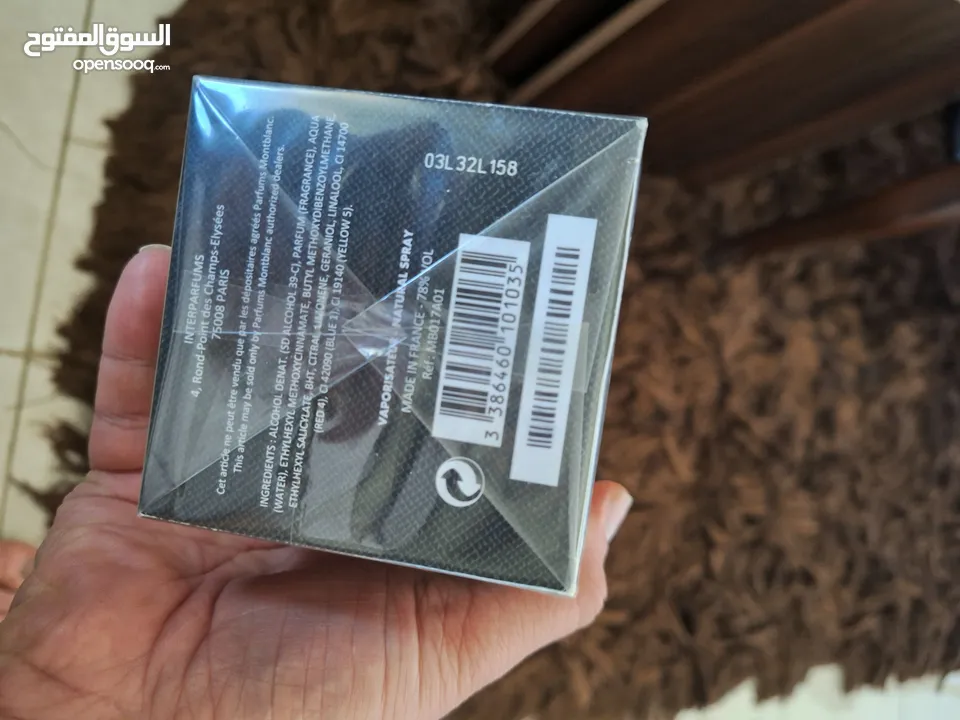 السوق المفتوح
opensooq.com
INTERPARFUMS
4, Rond-Point des Champs-Elysées
75008 PARIS
Cet article ne peut être vendu que par les dépositaires agréés Parfums Montblanc.
This article may be sold only by Parfums Montblanc authorized dealers.
INGREDIENTS : ALCOHOL DENAT. (SD ALCOHOL 39-C), PARFUM (FRAGRANCE), AQUA
(WATER), ETHYLHEXYL METHOXYCINNAMATE, BUTYL METHOXYDIBENZOYLMETHANE,
ETHYLHEXYL SALICYLATE, BHT, CITRAL, LIMONENE, GERANIOL, LINALOOL, CI 14700
(RED 4), CI 42090 (BLUE 1), CI 19140 (YELLOW 5).
03L32L158
VAPORISATEUR NATURAL SPRAY
MADE IN FRANCE 78%
Ref. MB017A01
3 386460 101035